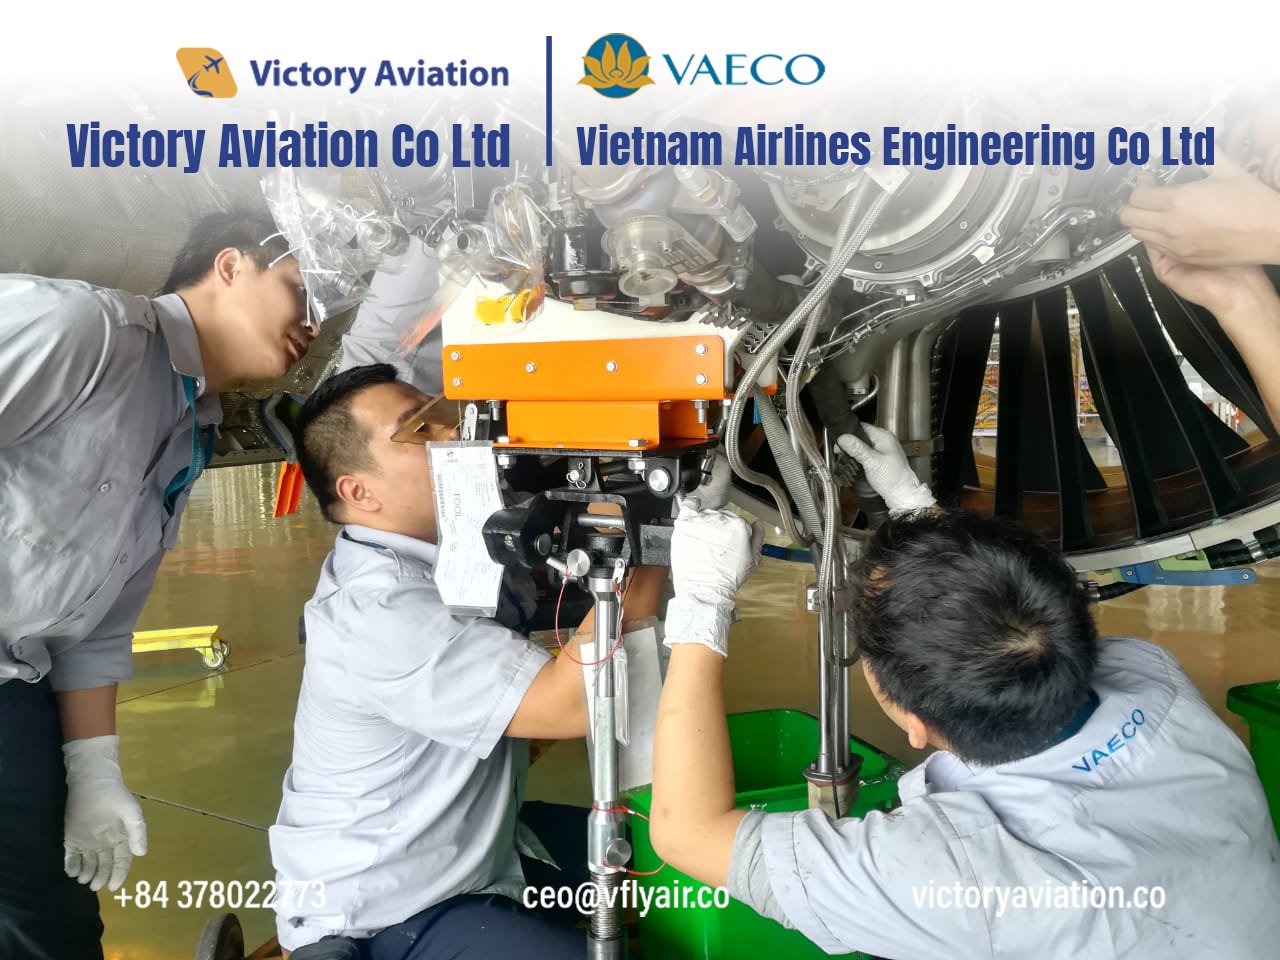 Victory Aviation
VAECO
Victory Aviation Co Ltd
Vietnam Airlines Engineering Co Ltd
TOOL
VAECO
+84 378022773
ceo@vflyair.co
victoryaviation.co